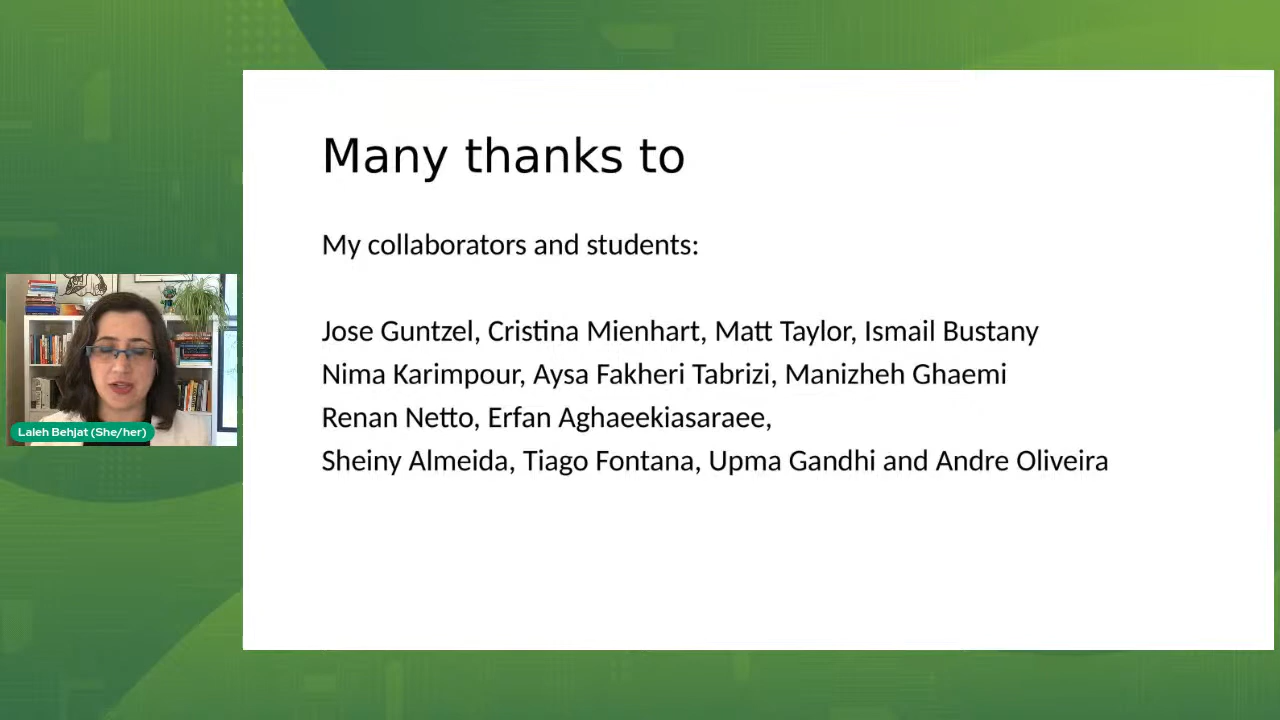 Many thanks to
My collaborators and students:
Jose Guntzel, Cristina Mienhart, Matt Taylor, Ismail Bustany
Nima Karimpour, Aysa Fakheri Tabrizi, Manizheh Ghaemi
Renan Netto, Erfan Aghaeekiasaraee,
Sheiny Almeida, Tiago Fontana, Upma Gandhi and Andre Oliveira
Laleh Behjat (She/her)